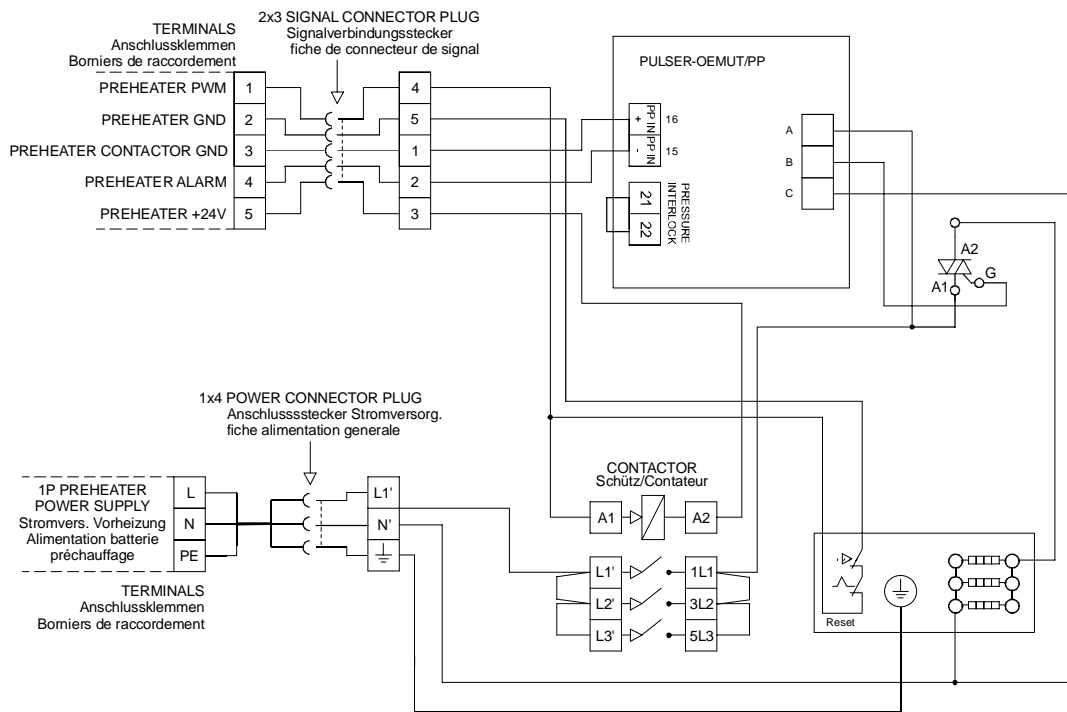 2x3 SIGNAL CONNECTOR PLUG
Signalverbindungsstecker
fiche de connecteur de signal
TERMINALS
Anschlussklemmen
Borniers de raccordement
PREHEATER PWM 1
PREHEATER GND 2
PREHEATER CONTACTOR GND 3
PREHEATER ALARM 4
PREHEATER +24V 5
4
5
1
2
3
PULSER-OEMUT/PP
+ PP IN 16
- PP IN 15
21
22
PRESSURE
INTERLOCK
A
B
C
A2
G
A1
1x4 POWER CONNECTOR PLUG
Anschlussssstecker Stromversorg.
fiche alimentation generale
1P PREHEATER
POWER SUPPLY
Stromvers. Vorheizung
Alimentation batterie
préchauffage
L
N
PE
TERMINALS
Anschlussklemmen
Borniers de raccordement
L1'
N'
CONTACTOR
Schütz/Contateur
A1
A2
L1' 1L1
L2' 3L2
L3' 5L3
Reset